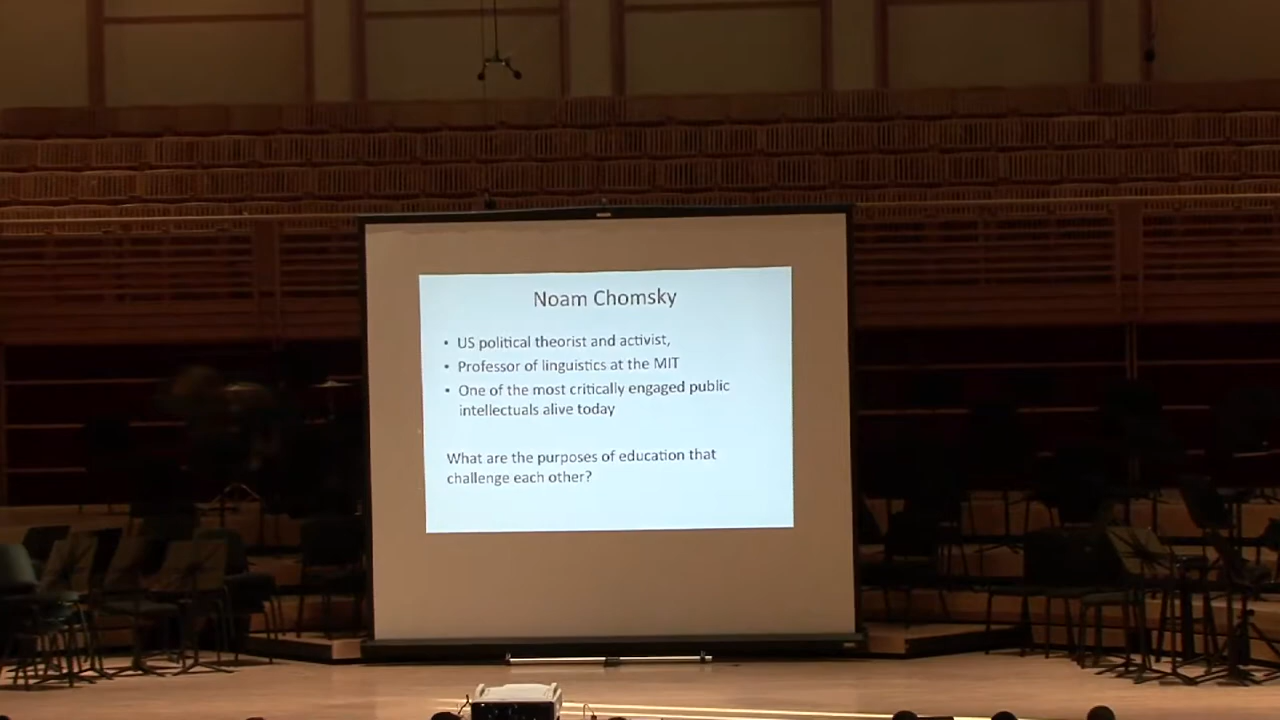 Noam Chomsky
• US political theorist and activist,
• Professor of linguistics at the MIT
• One of the most critically engaged public
intellectuals alive today
What are the purposes of education that
challenge each other?